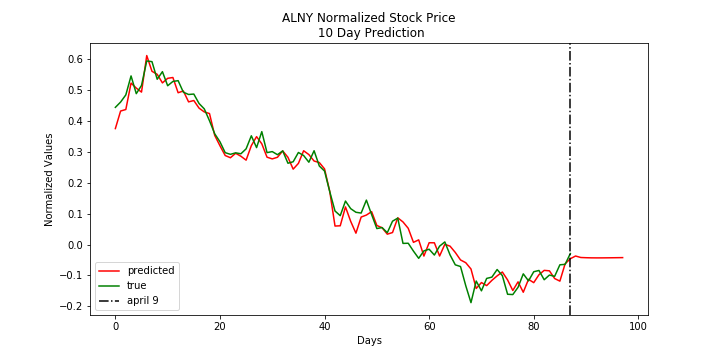 ALNY Normalized Stock Price
10 Day Prediction
Normalized Values
0.6
0.5
0.4
0.3
0.2
0.1
0.0
−0.1
−0.2
predicted
true
april 9
0 20 40 60 80 100
Days